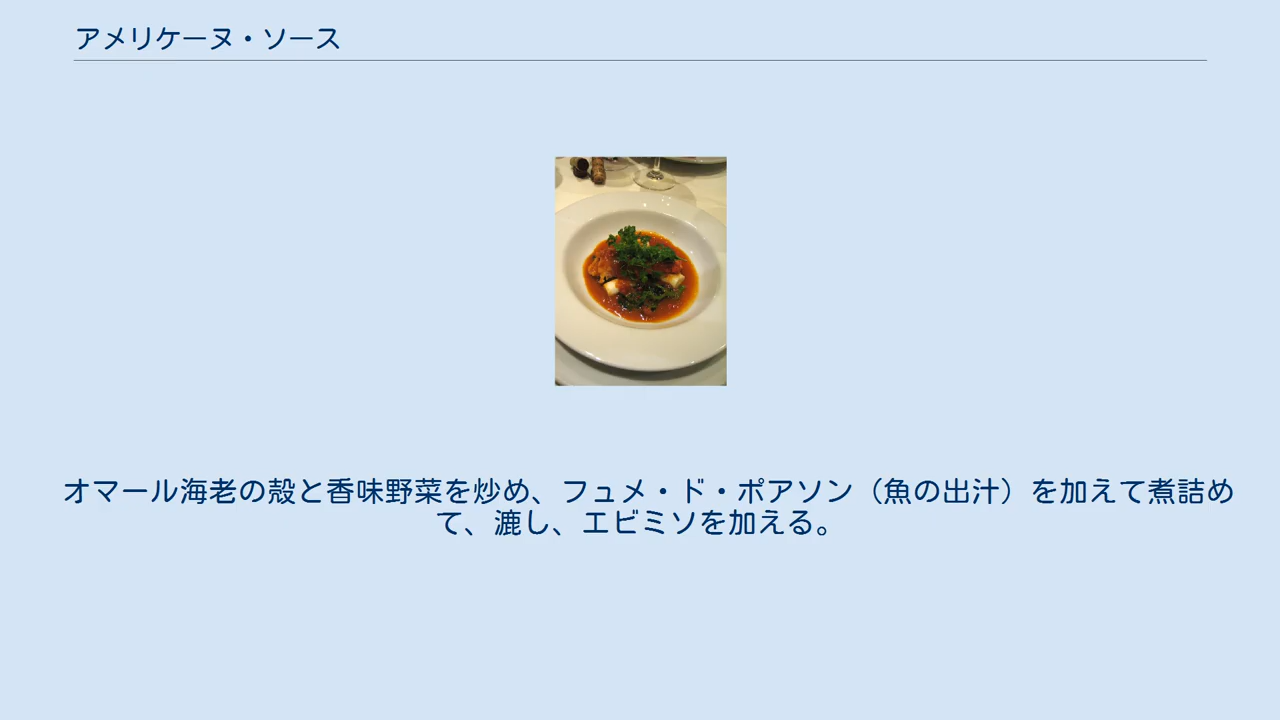 アメリケーヌ・ソース
オマール海老の殻と香味野菜を炒め、フュメ・ド・ポアソン（魚の出汁）を加えて煮詰め
て、漉し、エビミソを加える。